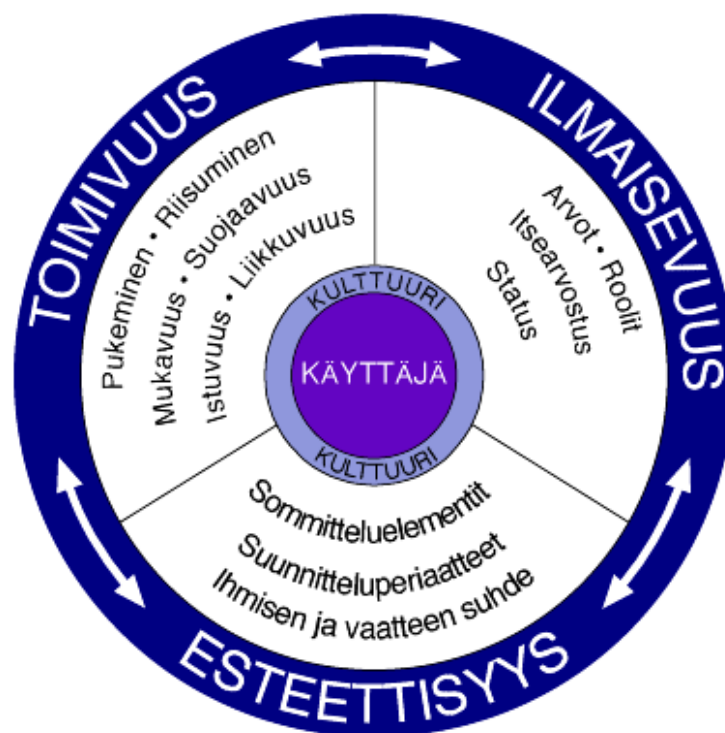 TOIMIVUUS
Pukeminen • Riisuminen
Mukavuus • Suojaavuus
Istuvuus • Liikkuvuus
ILMAISEVUUS
Arvot • Roolit
Itsearvostus
Status
KULTTUURI
KÄYTTÄJÄ
KULTTUURI
Sommitteluelementit
Suunnitteluperiaatteet
Ihmisen ja vaatteen suhde
ESTEETTISYYS